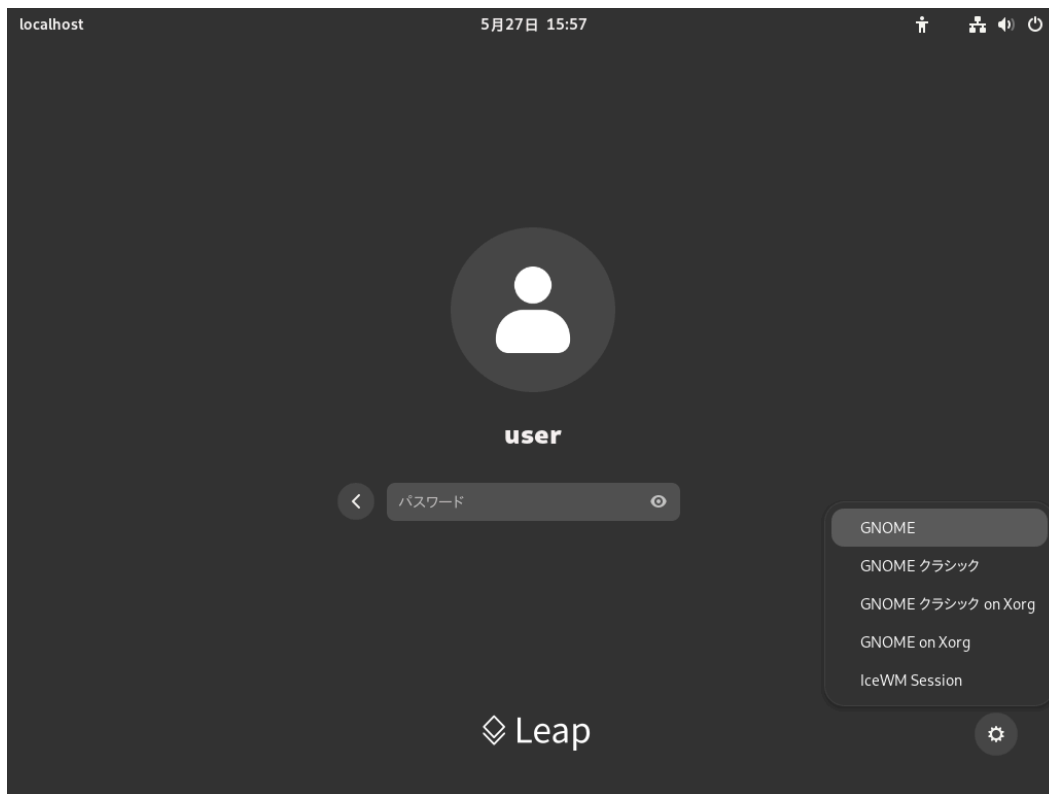 localhost
5月27日 15:57
user
パスワード
GNOME
GNOME クラシック
GNOME クラシック on Xorg
GNOME on Xorg
IceWM Session
Leap